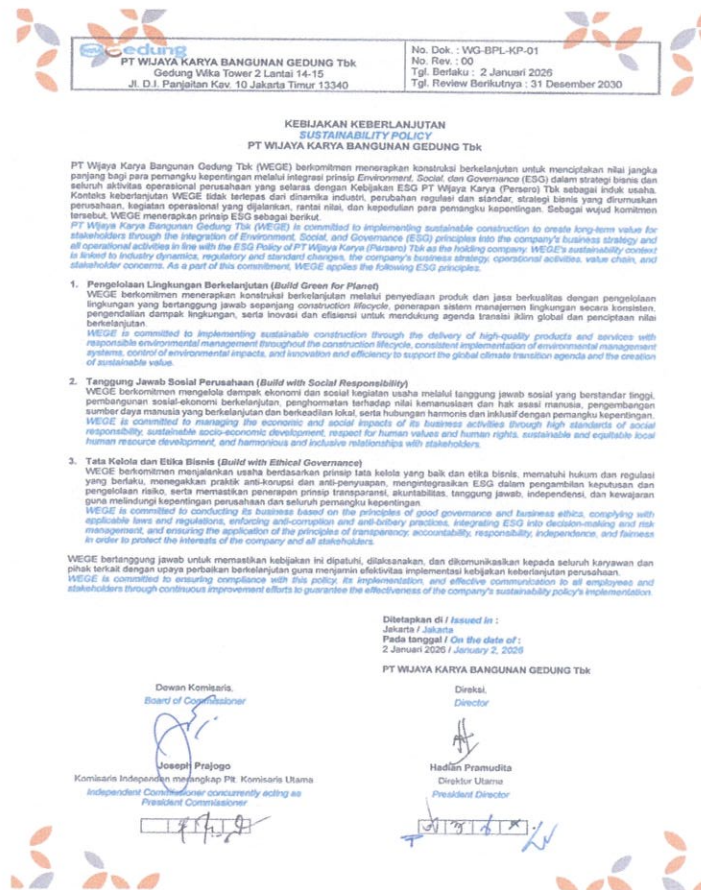 WIKA Gedung
PT WIJAYA KARYA BANGUNAN GEDUNG Tbk
Gedung Wika Tower 2 Lantai 14-15
Jl. D.I. Panjaitan Kav. 10 Jakarta Timur 13340
No. Dok. : WG-BPL-KP-01
No. Rev. : 00
Tgl. Berlaku : 2 Januari 2026
Tgl. Review Berikutnya : 31 Desember 2030
KEBIJAKAN KEBERLANJUTAN
SUSTAINABILITY POLICY
PT WIJAYA KARYA BANGUNAN GEDUNG Tbk
PT Wijaya Karya Bangunan Gedung Tbk (WEGE) berkomitmen menerapkan konstruksi berkelanjutan untuk menciptakan nilai jangka
panjang bagi para pemangku kepentingan melalui integrasi prinsip Environment, Social, dan Governance (ESG) dalam strategi bisnis dan
seluruh aktivitas operasional perusahaan yang selaras dengan Kebijakan ESG PT Wijaya Karya (Persero) Tbk sebagai induk usaha.
Konteks keberlanjutan WEGE tidak terlepas dari dinamika industri, perubahan regulasi dan standar, strategi bisnis yang dirumuskan
perusahaan, kegiatan operasional yang dijalankan, rantai nilai, dan kepedulian para pemangku kepentingan. Sebagai wujud komitmen
tersebut, WEGE menerapkan prinsip ESG sebagai berikut.
PT Wijaya Karya Bangunan Gedung Tbk (WEGE) is committed to implementing sustainable construction to create long-term value for
stakeholders through the integration of Environment, Social, and Governance (ESG) principles into the company's business strategy and
all operational activities in line with the ESG Policy of PT Wijaya Karya (Persero) Tbk as the holding company. WEGE's sustainability context
is linked to industry dynamics, regulatory and standard changes, the company's business strategy, operational activities, value chain, and
stakeholder concerns. As a part of this commitment, WEGE applies the following ESG principles.
1. Pengelolaan Lingkungan Berkelanjutan (Build Green for Planet)
WEGE berkomitmen menerapkan konstruksi berkelanjutan melalui penyediaan produk dan jasa berkualitas dengan pengelolaan
lingkungan yang bertanggung jawab sepanjang construction lifecycle, penerapan sistem manajemen lingkungan secara konsisten,
pengendalian dampak lingkungan, serta inovasi dan efisiensi untuk mendukung agenda transisi iklim global dan penciptaan nilai
berkelanjutan.
WEGE is committed to implementing sustainable construction through the delivery of high-quality products and services with
responsible environmental management throughout the construction lifecycle, consistent implementation of environmental management
systems, control of environmental impacts, and innovation and efficiency to support the global climate transition agenda and the creation
of sustainable value.
2. Tanggung Jawab Sosial Perusahaan (Build with Social Responsibility)
WEGE berkomitmen mengelola dampak ekonomi dan sosial kegiatan usaha melalui tanggung jawab sosial yang berstandar tinggi,
pembangunan sosial-ekonomi berkelanjutan, penghormatan terhadap nilai kemanusiaan dan hak asasi manusia, pengembangan
sumber daya manusia yang berkelanjutan dan berkeadilan lokal, serta hubungan harmonis dan inklusif dengan pemangku kepentingan.
WEGE is committed to managing the economic and social impacts of its business activities through high standards of social
responsibility, sustainable socio-economic development, respect for human values and human rights, sustainable and equitable local
human resource development, and harmonious and inclusive relationships with stakeholders.
3. Tata Kelola dan Etika Bisnis (Build with Ethical Governance)
WEGE berkomitmen menjalankan usaha berdasarkan prinsip tata kelola yang baik dan etika bisnis, mematuhi hukum dan regulasi
yang berlaku, menegakkan praktik anti-korupsi dan anti-penyuapan, mengintegrasikan ESG dalam pengambilan keputusan dan
pengelolaan risiko, serta memastikan penerapan prinsip transparansi, akuntabilitas, tanggung jawab, independensi, dan kewajaran
guna melindungi kepentingan perusahaan dan seluruh pemangku kepentingan.
WEGE is committed to conducting its business based on the principles of good governance and business ethics, complying with
applicable laws and regulations, enforcing anti-corruption and anti-bribery practices, integrating ESG into decision-making and risk
management, and ensuring the application of the principles of transparency, accountability, responsibility, independence, and fairness
in order to protect the interests of the company and all stakeholders.
WEGE bertanggung jawab untuk memastikan kebijakan ini dipatuhi, dilaksanakan, dan dikomunikasikan kepada seluruh karyawan dan
pihak terkait dengan upaya perbaikan berkelanjutan guna menjamin efektivitas implementasi kebijakan keberlanjutan perusahaan.
WEGE is committed to ensuring compliance with this policy, its implementation, and effective communication to all employees and
stakeholders through continuous improvement efforts to guarantee the effectiveness of the company's sustainability policy's implementation.
Ditetapkan di / Issued in :
Jakarta / Jakarta
Pada tanggal / On the date of :
2 Januari 2026 / January 2, 2026
PT WIJAYA KARYA BANGUNAN GEDUNG Tbk
Dewan Komisaris,
Board of Commissioner
Joseph Prajogo
Komisaris Independen merangkap Plt. Komisaris Utama
Independent Commissioner concurrently acting as
President Commissioner
Direksi,
Director
Hadian Pramudita
Direktur Utama
President Director